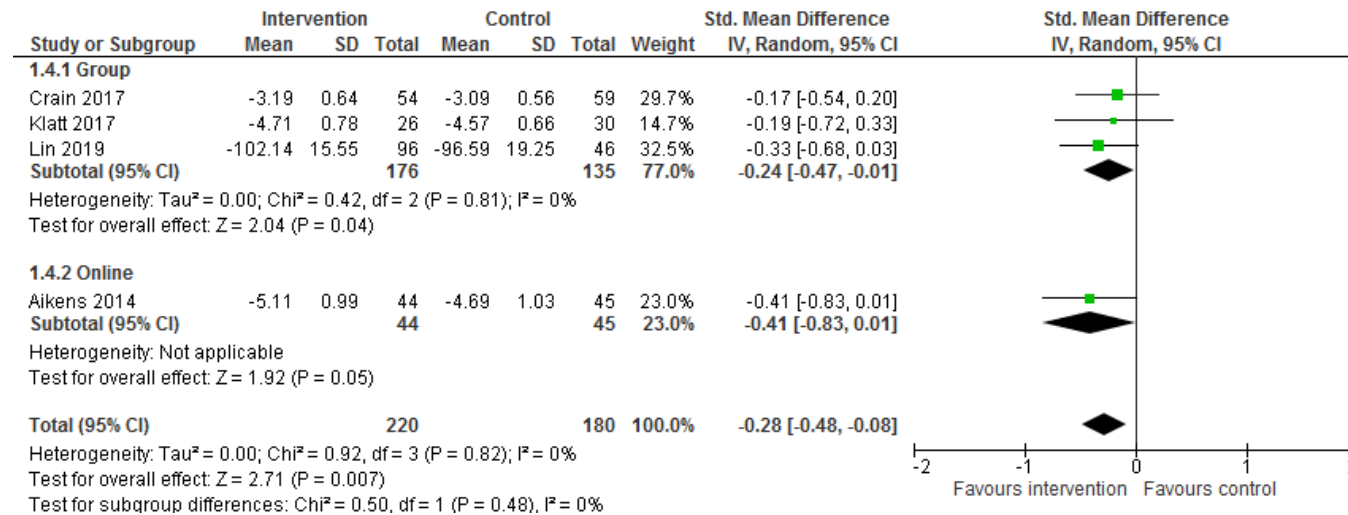 Intervention Control Std. Mean Difference Std. Mean Difference
Study or Subgroup Mean SD Total Mean SD Total Weight IV, Random, 95% CI IV, Random, 95% CI
1.4.1 Group
Crain 2017 -3.19 0.64 54 -3.09 0.56 59 29.7% -0.17 [-0.54, 0.20]
Klatt 2017 -4.71 0.78 26 -4.57 0.66 30 14.7% -0.19 [-0.72, 0.33]
Lin 2019 -102.14 15.55 96 -96.59 19.25 46 32.5% -0.33 [-0.68, 0.03]
Subtotal (95% CI) 176 135 77.0% -0.24 [-0.47, -0.01]
Heterogeneity: Tau² = 0.00; Chi² = 0.42, df = 2 (P = 0.81); I² = 0%
Test for overall effect: Z = 2.04 (P = 0.04)
1.4.2 Online
Aikens 2014 -5.11 0.99 44 -4.69 1.03 45 23.0% -0.41 [-0.83, 0.01]
Subtotal (95% CI) 44 45 23.0% -0.41 [-0.83, 0.01]
Heterogeneity: Not applicable
Test for overall effect: Z = 1.92 (P = 0.05)
Total (95% CI) 220 180 100.0% -0.28 [-0.48, -0.08]
Heterogeneity: Tau² = 0.00; Chi² = 0.92, df = 3 (P = 0.82); I² = 0%
Test for overall effect: Z = 2.71 (P = 0.007)
Test for subgroup differences: Chi² = 0.50, df = 1 (P = 0.48), I² = 0%
-2 -1 0 1
Favours intervention Favours control